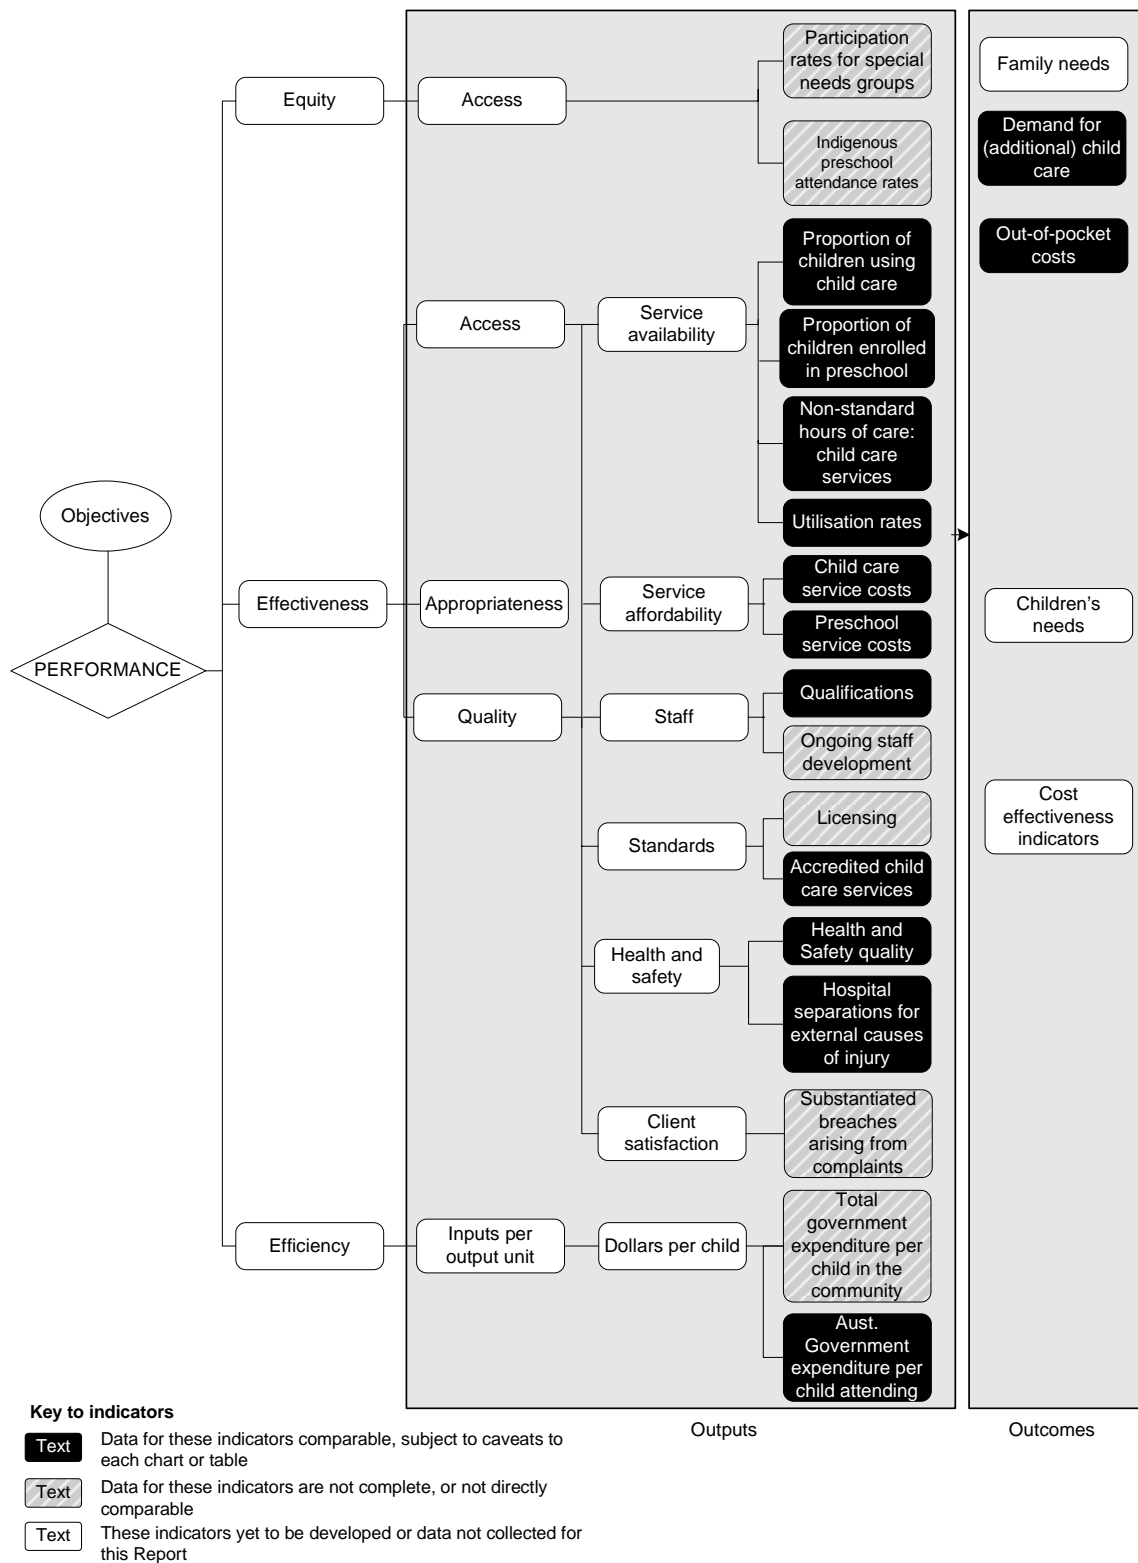 Objectives
PERFORMANCE
Equity
Effectiveness
Efficiency
Access
Access
Appropriateness
Quality
Inputs per
output unit
Service
availability
Service
affordability
Staff
Standards
Health and
safety
Client
satisfaction
Dollars per child
Participation
rates for special
needs groups
Indigenous
preschool
attendance rates
Proportion of
children using
child care
Proportion of
children enrolled
in preschool
Non-standard
hours of care:
child care
services
Utilisation rates
Child care
service costs
Preschool
service costs
Qualifications
Ongoing staff
development
Licensing
Accredited child
care services
Health and
Safety quality
Hospital
separations for
external causes
of injury
Substantiated
breaches
arising from
complaints
Total
government
expenditure per
child in the
community
Aust.
Government
expenditure per
child attending
Outputs
Family needs
Demand for
(additional) child
care
Out-of-pocket
costs
Children's
needs
Cost
effectiveness
indicators
Outcomes
Key to indicators
Text
Data for these indicators comparable, subject to caveats to
each chart or table
Text
Data for these indicators are not complete, or not directly
comparable
Text
These indicators yet to be developed or data not collected for
this Report